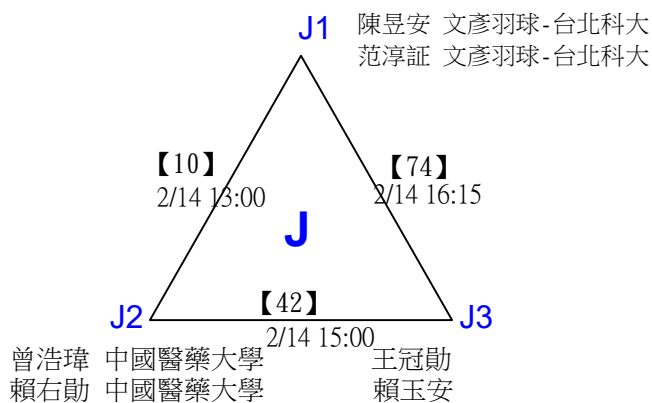 J1 陳昱安 文彥羽球-台北科大
范淳証 文彥羽球-台北科大
【10】 【74】
2/14 13:00 2/14 16:15
J
【42】
J2 J3
2/14 15:00
曾浩瑋 中國醫藥大學 王冠勛
賴右勛 中國醫藥大學 賴玉安